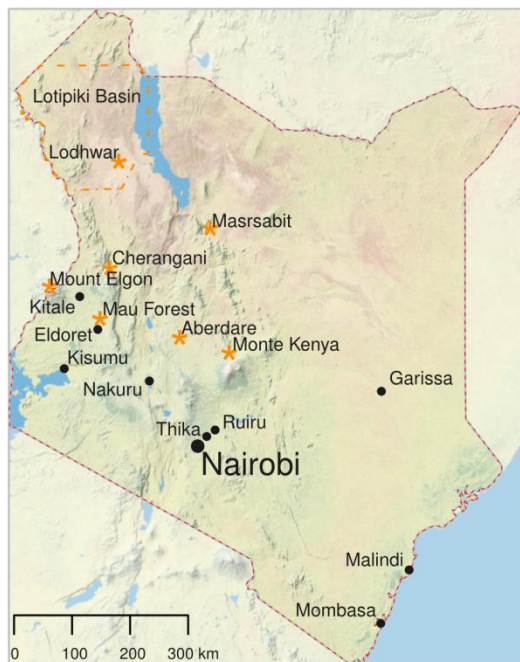 Lotipiki Basin
Lodhwar
Masrsabit
Cherangani
Mount Elgon
Kitale
Mau Forest
Eldoret
Aberdare
Monte Kenya
Kisumu
Nakuru
Garissa
Thika
Ruiru
Nairobi
Malindi
Mombasa
0 100 200 300 km